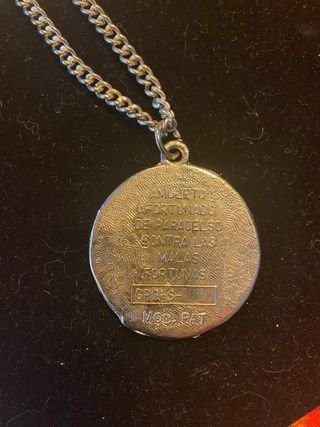 AMULETO
AFORTUNADO
DE PARACELSO
CONTRA LAS
MALAS
FORTUNAS
MOD. PAT.